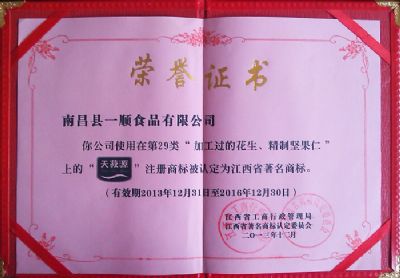 荣誉证书
南昌县一顺食品有限公司
你公司使用在第29类“加工过的花生、精制坚果仁”
上的“天蔱源”注册商标被认定为江西省著名商标。
(有效期2013年12月31日至2016年12月30日)
江西省工商行政管理局
江西省著名商标认定委员会
二〇一三年十二月